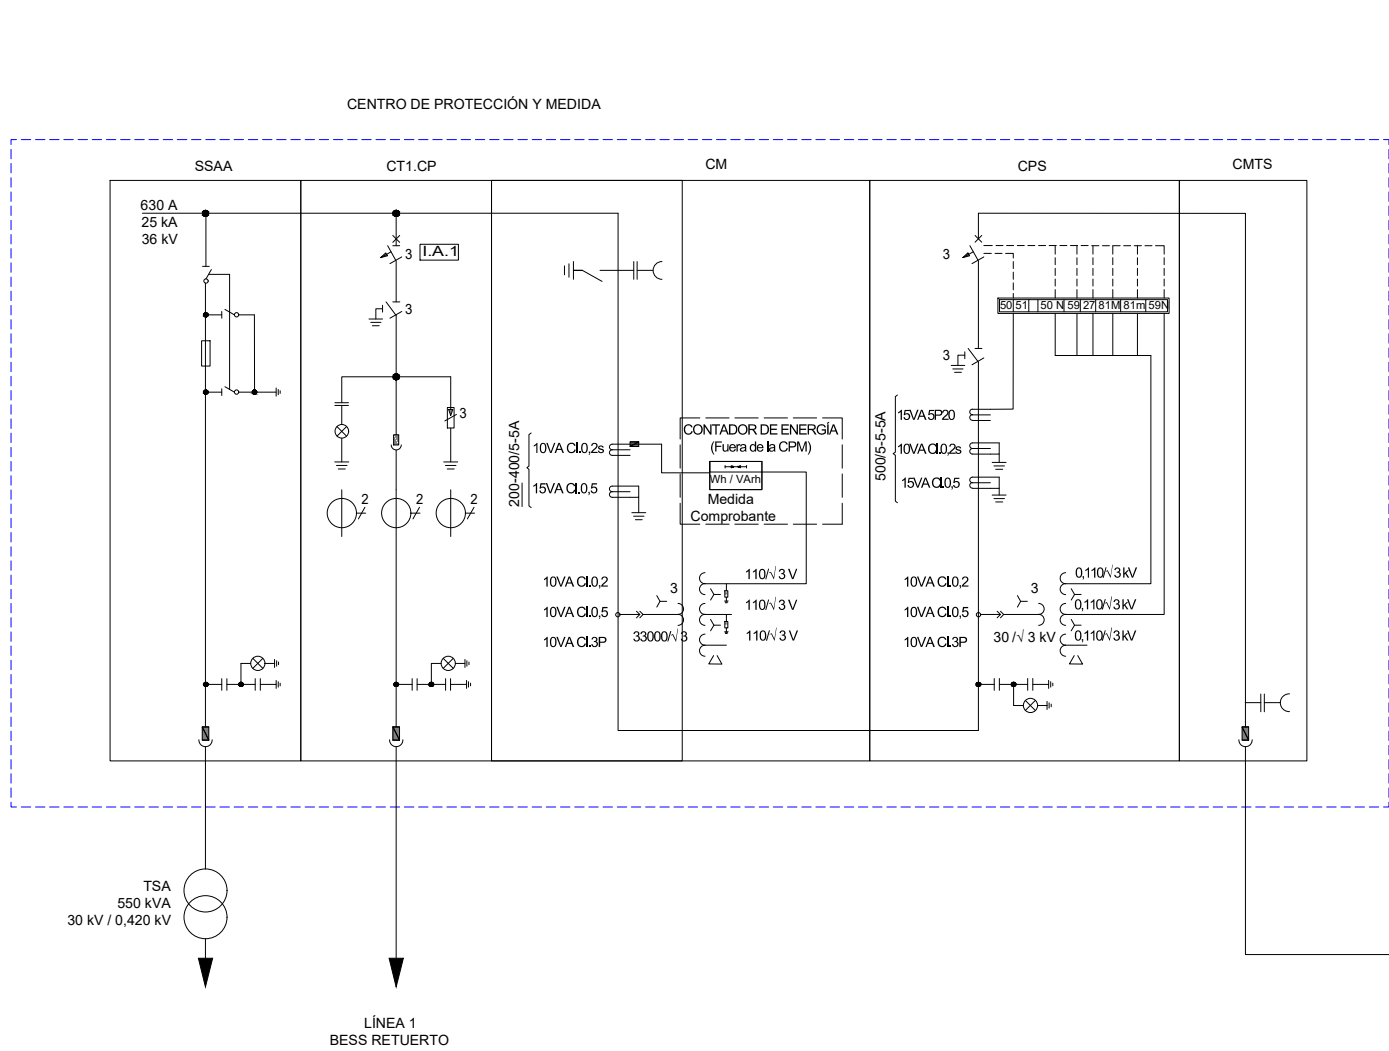 CENTRO DE PROTECCIÓN Y MEDIDA
SSAA
CT1.CP
CM
CPS
CMTS
630 A
25 kA
36 kV
3
I.A.1
3
3
2
2
2
200-400/5-5A
10VA Cl.0,2s
15VA Cl.0,5
CONTADOR DE ENERGÍA
(Fuera de la CPM)
Wh / VArh
Medida
Comprobante
10VA Cl.0,2
10VA Cl.0,5
10VA Cl.3P
3
33000/√3
110/√3 V
110/√3 V
110/√3 V
3
50 51 50 N 59 27 81M 81m 59N
3
500/5-5-5A
15VA 5P20
10VA Cl.0,2s
15VA Cl.0,5
10VA Cl.0,2
10VA Cl.0,5
10VA Cl.3P
3
30 /√3 kV
0,110/√3 kV
0,110/√3 kV
0,110/√3 kV
TSA
550 kVA
30 kV / 0,420 kV
LÍNEA 1
BESS RETUERTO